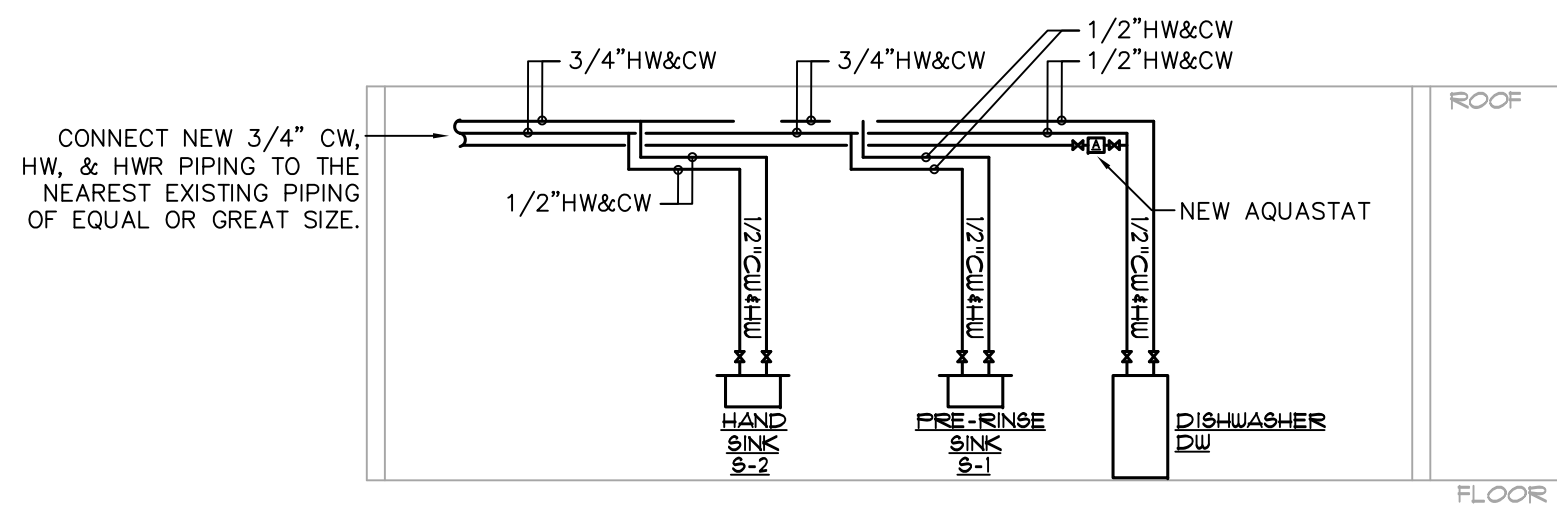 1/2"HW&CW
3/4"HW&CW
3/4"HW&CW
1/2"HW&CW
ROOF
CONNECT NEW 3/4" CW,
HW, & HWR PIPING TO THE
NEAREST EXISTING PIPING
OF EQUAL OR GREAT SIZE.
A
1/2"HW&CW
NEW AQUASTAT
1/2"CW&HW
1/2"CW&HW
1/2"CW&HW
HAND
SINK
S-2
PRE-RINSE
SINK
S-1
DISHWASHER
DW
FLOOR